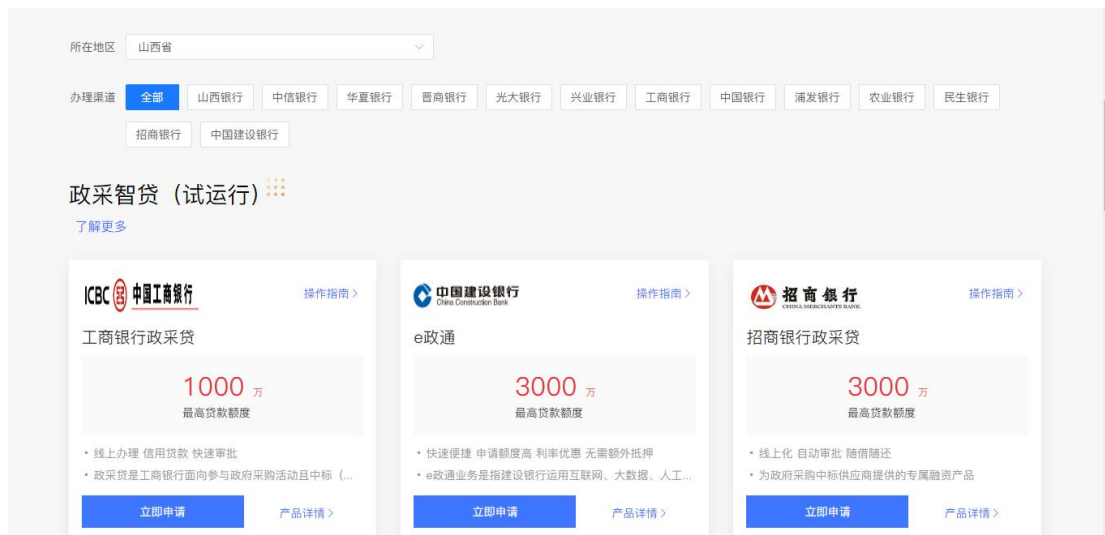 所在地区 山西省
办理渠道 全部 山西银行 中信银行 华夏银行 晋商银行 光大银行 兴业银行 工商银行 中国银行 浦发银行 农业银行 民生银行
招商银行 中国建设银行
政采智贷（试运行）
了解更多
ICBC 中国工商银行 操作指南 >
工商银行政采贷
1000 万
最高贷款额度
• 线上办理 信用贷款 快速审批
• 政采贷是工商银行面向参与政府采购活动且中标（...
立即申请 产品详情 >
中国建设银行 操作指南 >
China Construction Bank
e政通
3000 万
最高贷款额度
• 快速便捷 申请额度高 利率优惠 无需额外抵押
• e政通业务是指建设银行运用互联网、大数据、人工...
立即申请 产品详情 >
招商银行 操作指南 >
CHINA MERCHANTS BANK
招商银行政采贷
3000 万
最高贷款额度
• 线上化 自动审批 随借随还
• 为政府采购中标供应商提供的专属融资产品
立即申请 产品详情 >